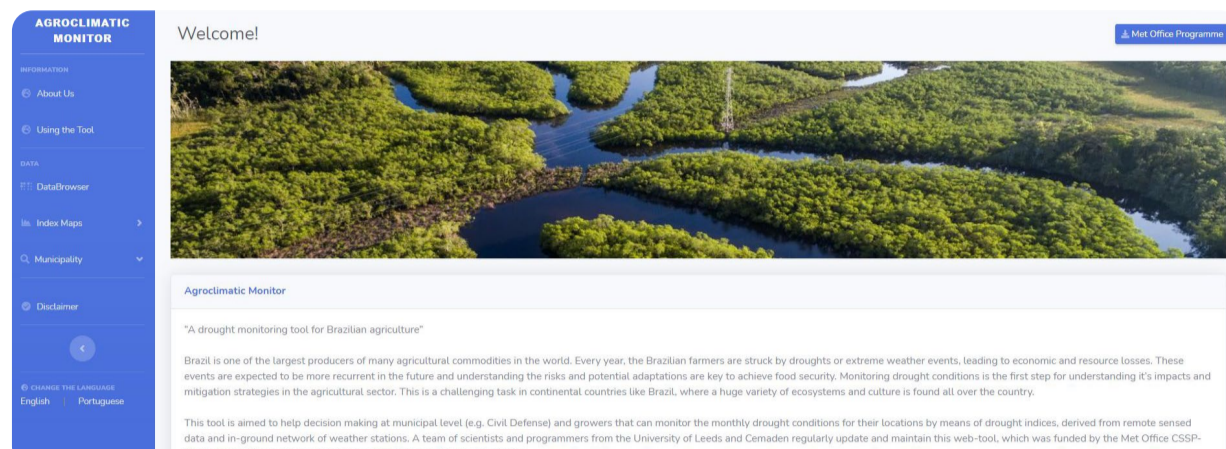 AGROCLIMATIC
MONITOR
INFORMATION
About Us
Using the Tool
DATA
DataBrowser
Index Maps
Municipality
Disclaimer
CHANGE THE LANGUAGE
English | Portuguese
Welcome!
Met Office Programme
Agroclimatic Monitor
"A drought monitoring tool for Brazilian agriculture"
Brazil is one of the largest producers of many agricultural commodities in the world. Every year, the Brazilian farmers are struck by droughts or extreme weather events, leading to economic and resource losses. These
events are expected to be more recurrent in the future and understanding the risks and potential adaptations are key to achieve food security. Monitoring drought conditions is the first step for understanding it's impacts and
mitigation strategies in the agricultural sector. This is a challenging task in continental countries like Brazil, where a huge variety of ecosystems and culture is found all over the country.
This tool is aimed to help decision making at municipal level (e.g. Civil Defense) and growers that can monitor the monthly drought conditions for their locations by means of drought indices, derived from remote sensed
data and in-ground network of weather stations. A team of scientists and programmers from the University of Leeds and Cemaden regularly update and maintain this web-tool, which was funded by the Met Office CSSP-